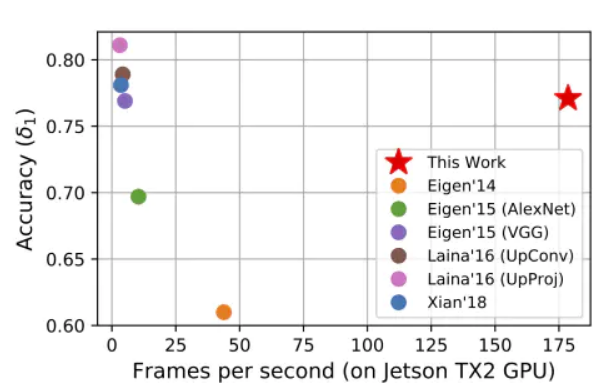 0.80
0.75
0.70
0.65
0.60
Accuracy (δ1)
This Work
Eigen'14
Eigen'15 (AlexNet)
Eigen'15 (VGG)
Laina'16 (UpConv)
Laina'16 (UpProj)
Xian'18
0 25 50 75 100 125 150 175
Frames per second (on Jetson TX2 GPU)